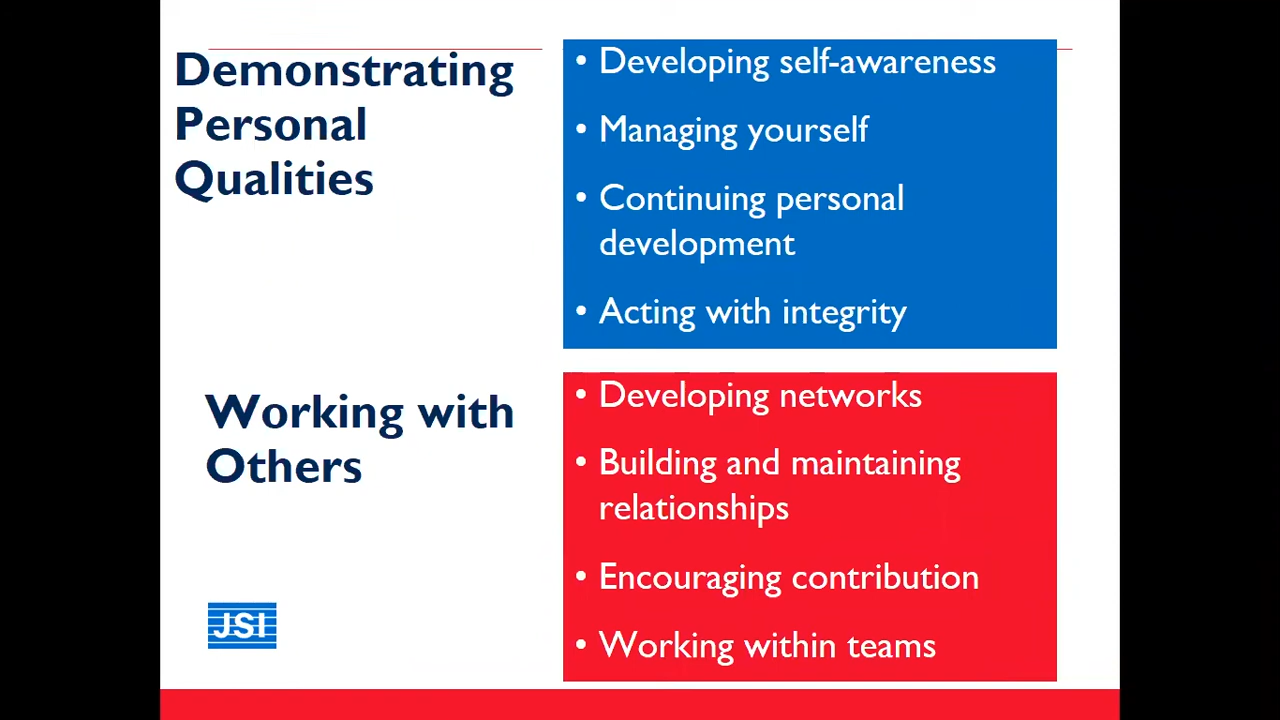 Demonstrating
Personal
Qualities
• Developing self-awareness
• Managing yourself
• Continuing personal
development
• Acting with integrity
Working with
Others
• Developing networks
• Building and maintaining
relationships
• Encouraging contribution
• Working within teams
JSI